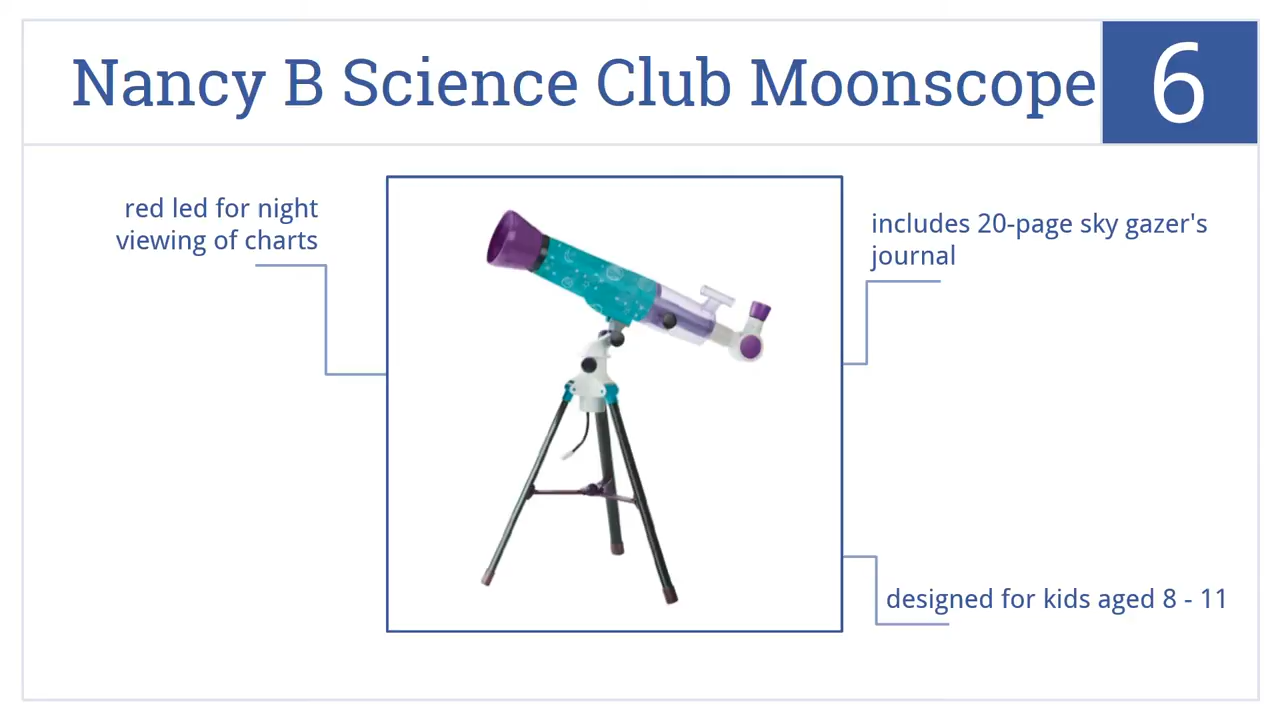 Nancy B Science Club Moonscope
6
red led for night
viewing of charts
includes 20-page sky gazer's
journal
designed for kids aged 8 - 11